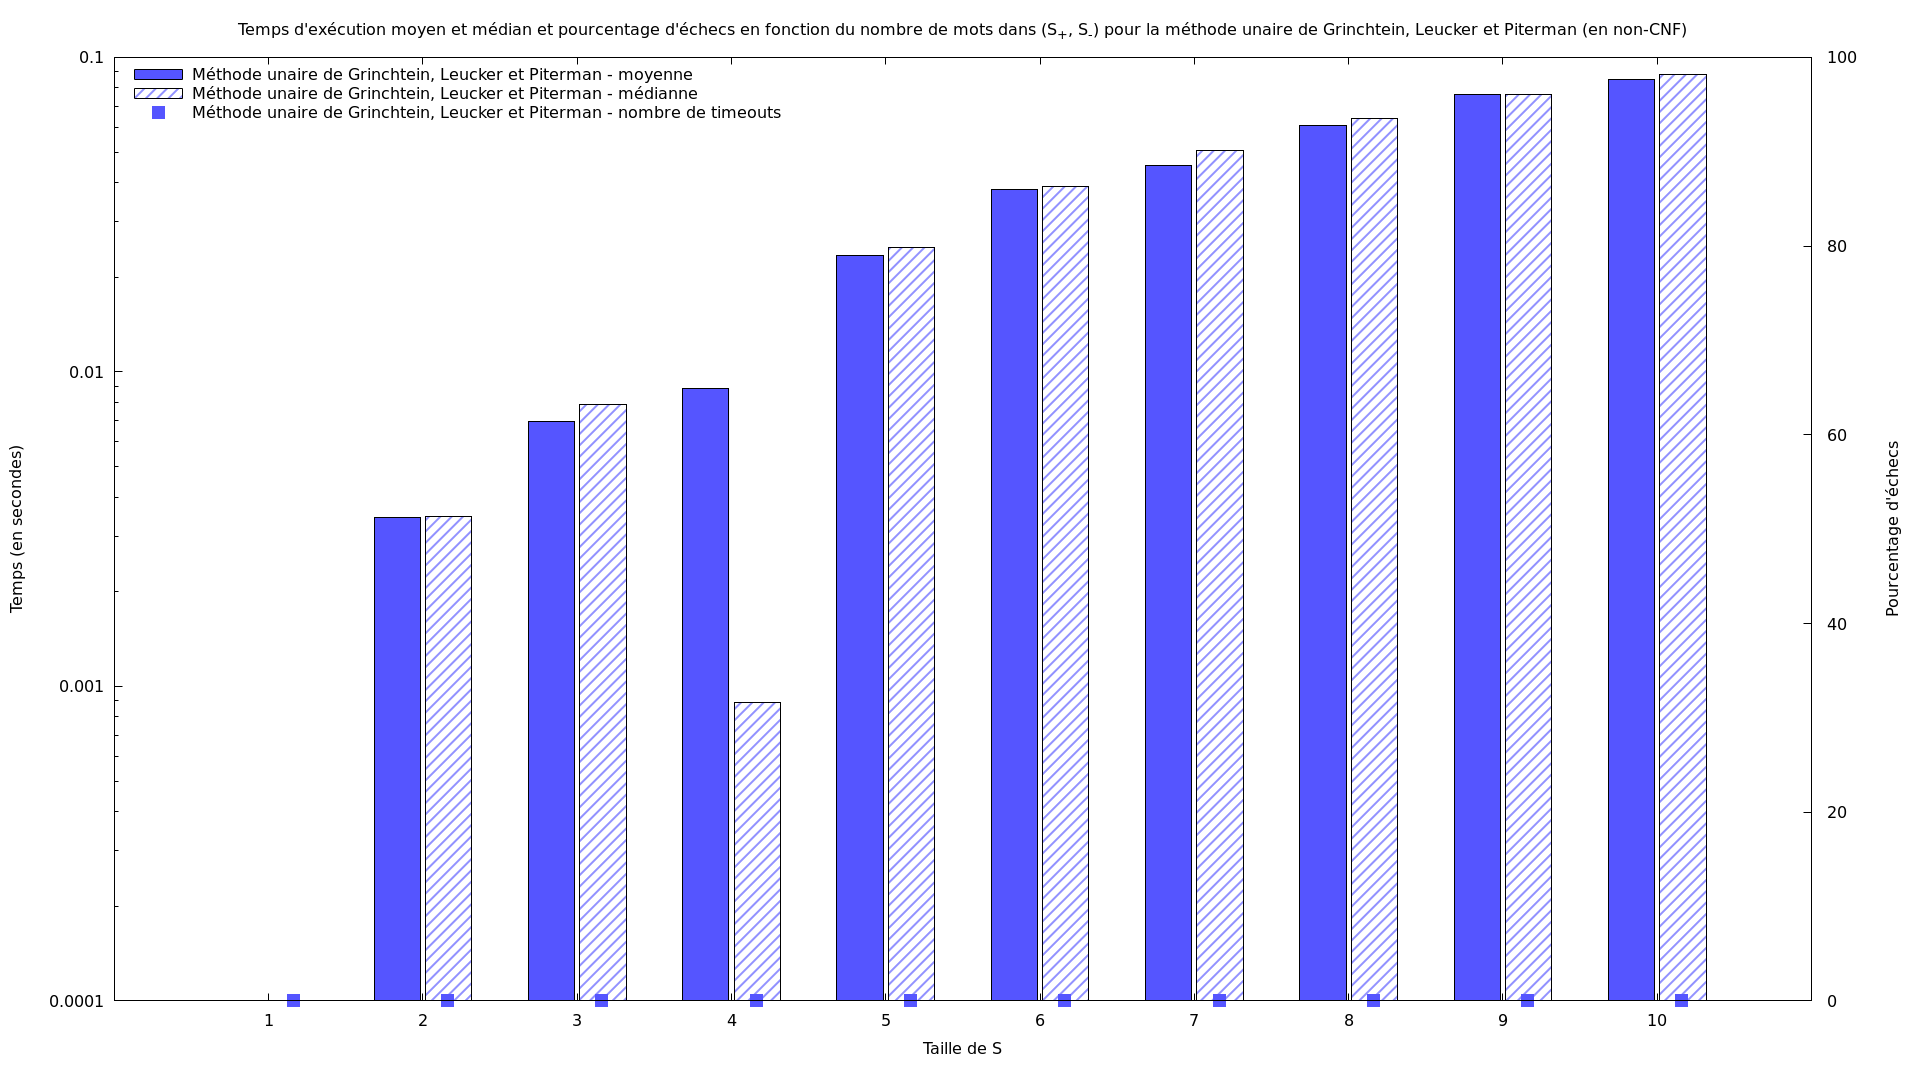 Temps d'exécution moyen et médian et pourcentage d'échecs en fonction du nombre de mots dans (S+, S-) pour la méthode unaire de Grinchtein, Leucker et Piterman (en non-CNF)
Méthode unaire de Grinchtein, Leucker et Piterman - moyenne
Méthode unaire de Grinchtein, Leucker et Piterman - médianne
Méthode unaire de Grinchtein, Leucker et Piterman - nombre de timeouts
Temps (en secondes)
0.1
0.01
0.001
0.0001
100
80
60
40
20
0
Pourcentage d'échecs
1 2 3 4 5 6 7 8 9 10
Taille de S